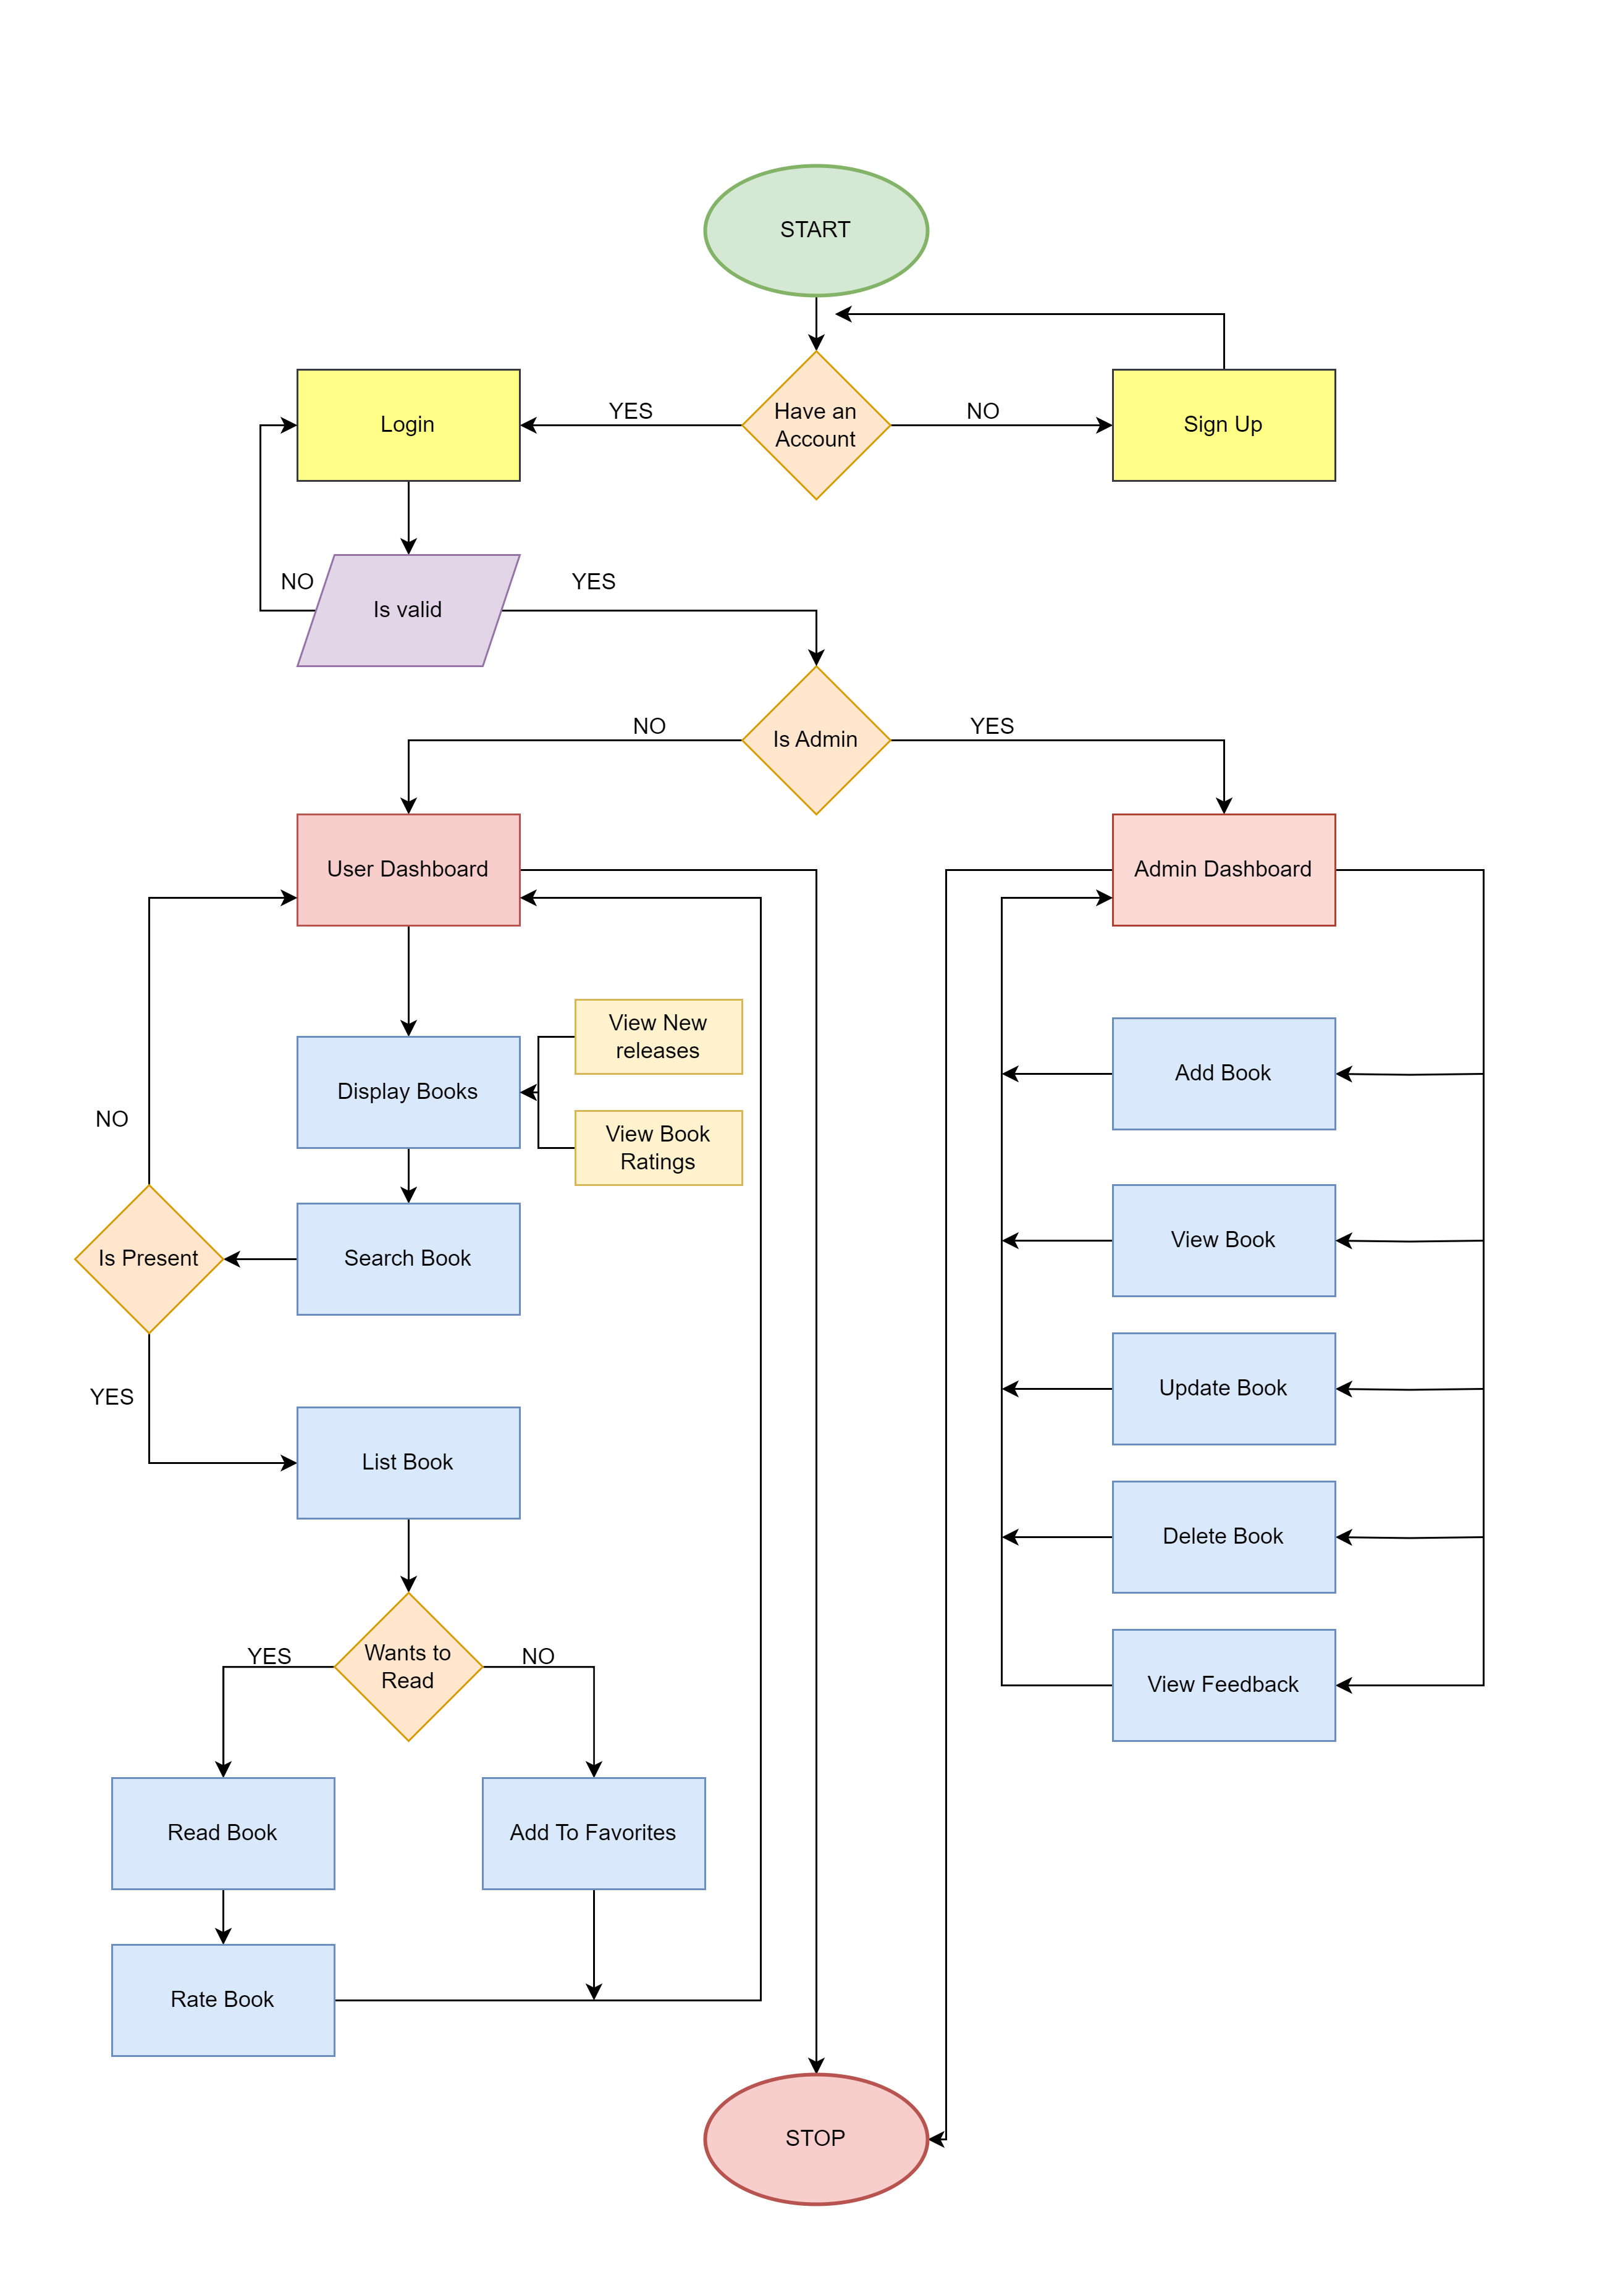 START
YES
Have an
Account
NO
Login
Sign Up
NO
Is valid
YES
NO
Is Admin
YES
User Dashboard
Admin Dashboard
View New
releases
Display Books
View Book
Ratings
Add Book
NO
Is Present
Search Book
View Book
YES
List Book
Update Book
Delete Book
YES
Wants to
Read
NO
View Feedback
Read Book
Add To Favorites
Rate Book
STOP